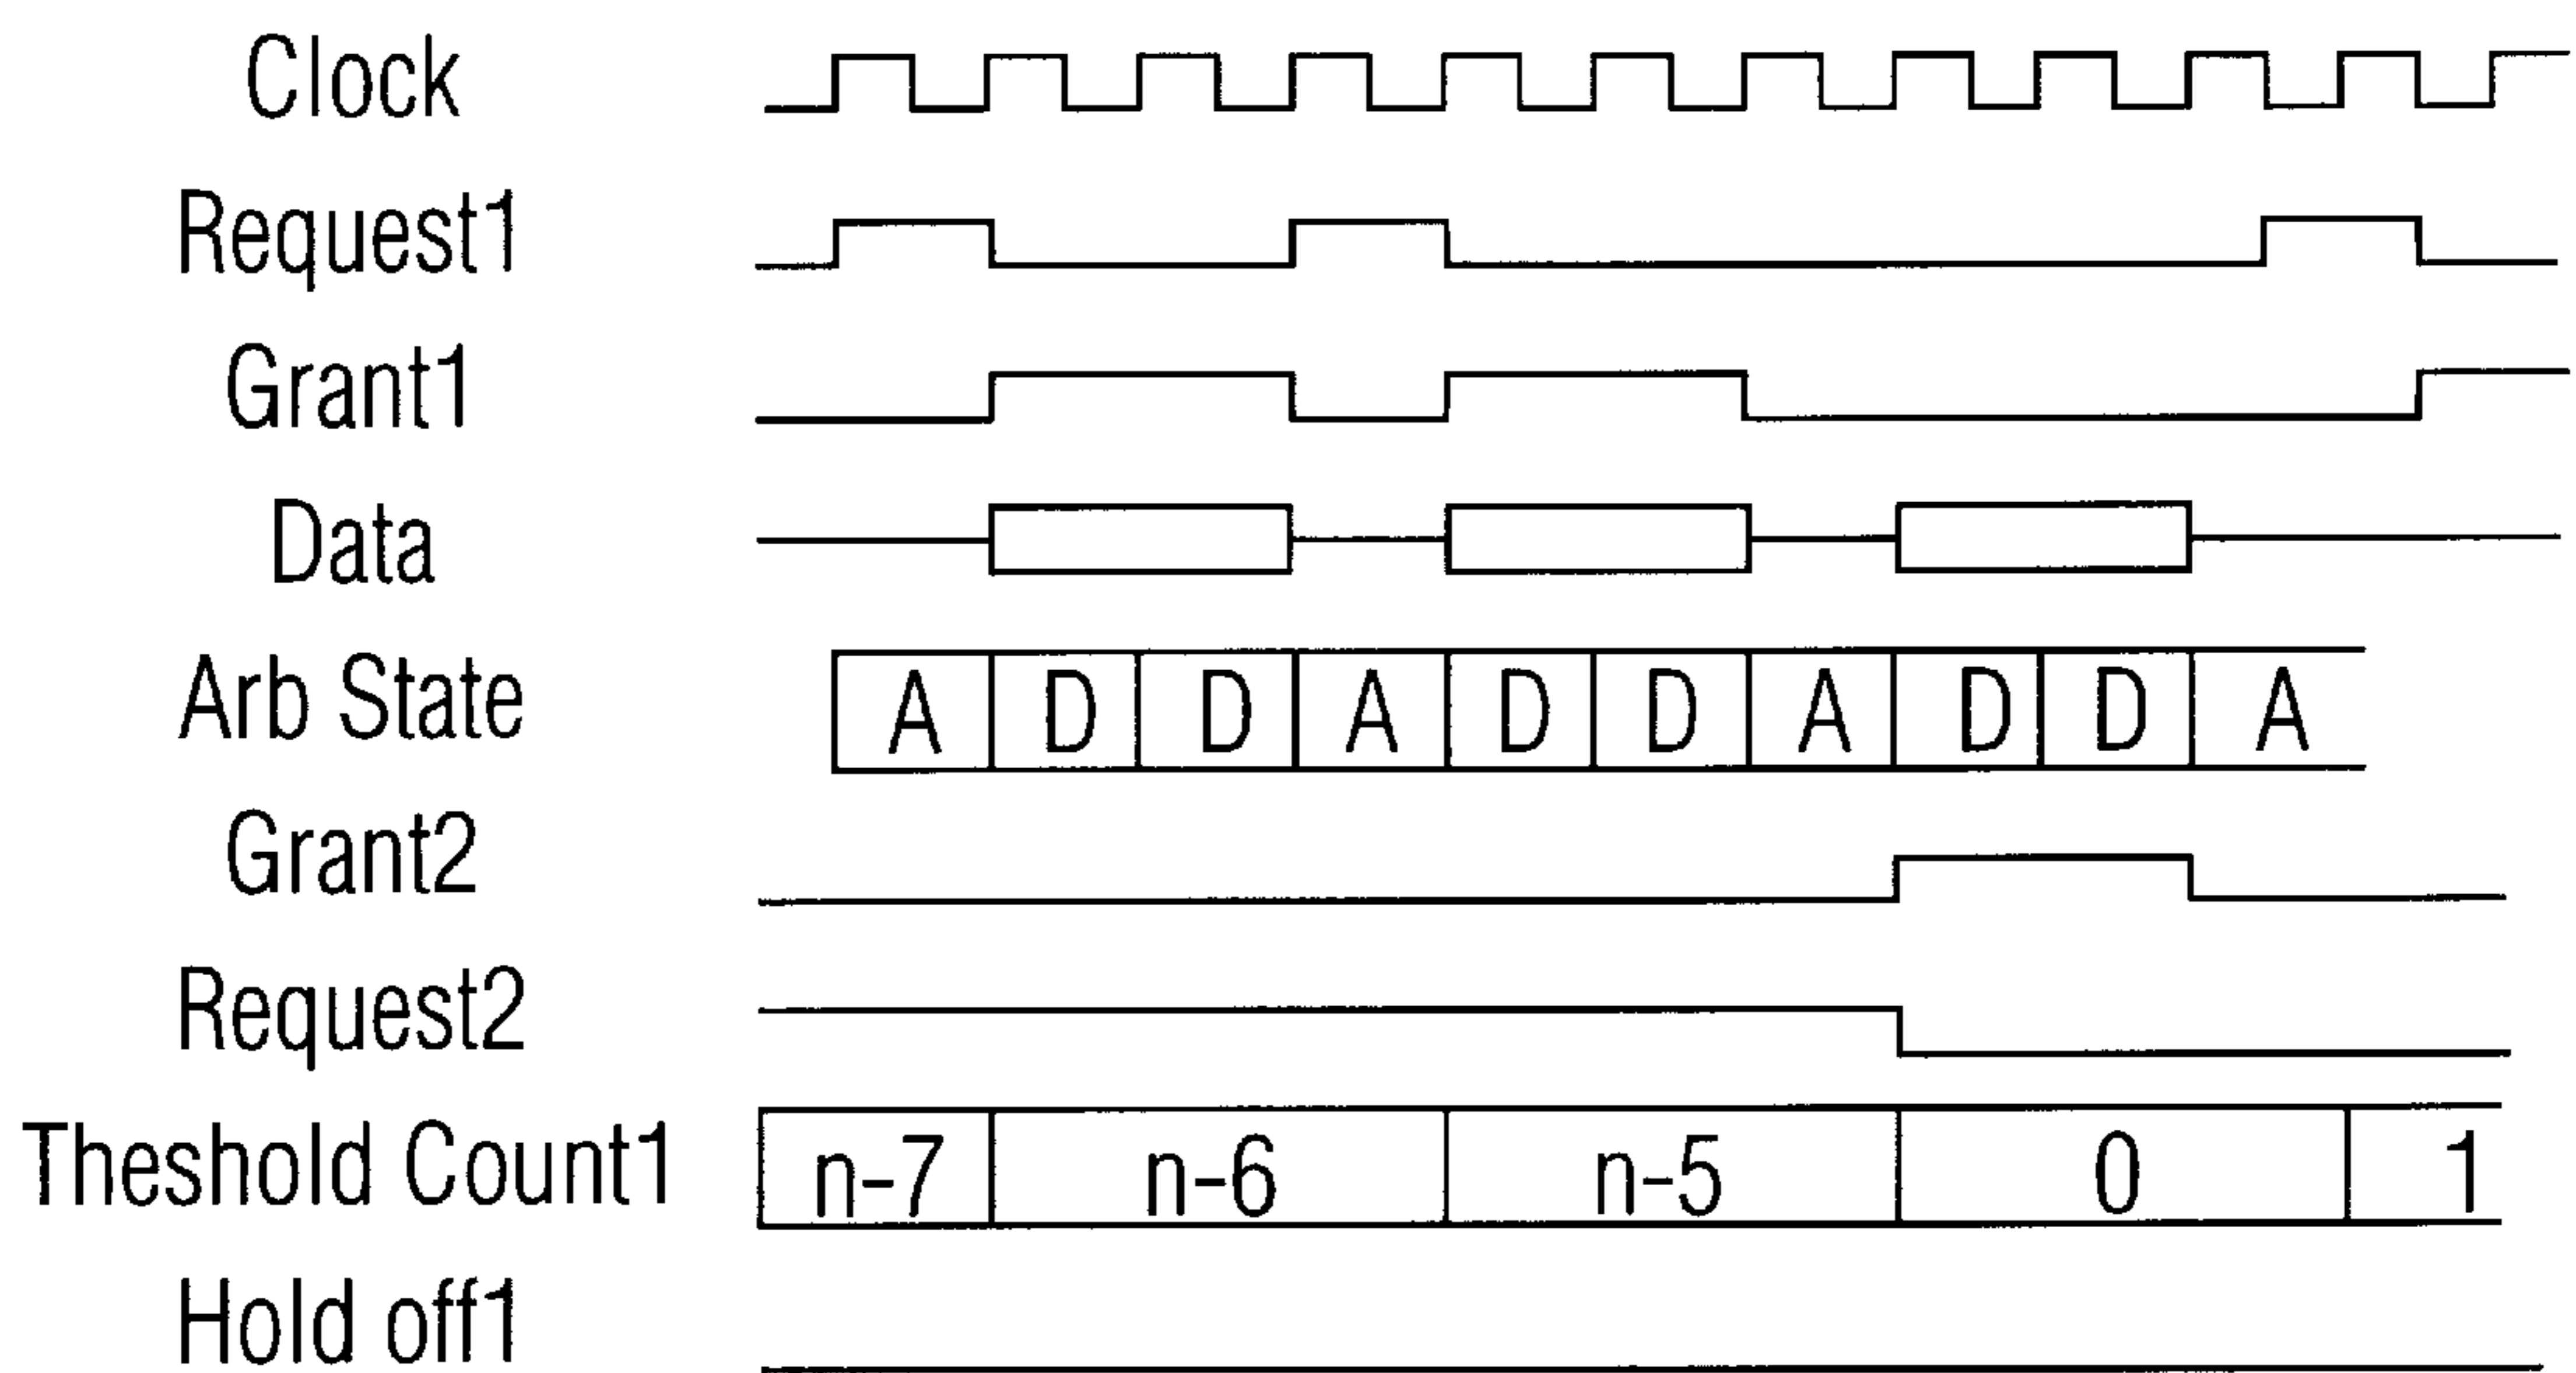 Clock
Request1
Grant1
Data
Arb State A D D A D D A D D A
Grant2
Request2
Theshold Count1 n-7 n-6 n-5 0 1
Hold off1